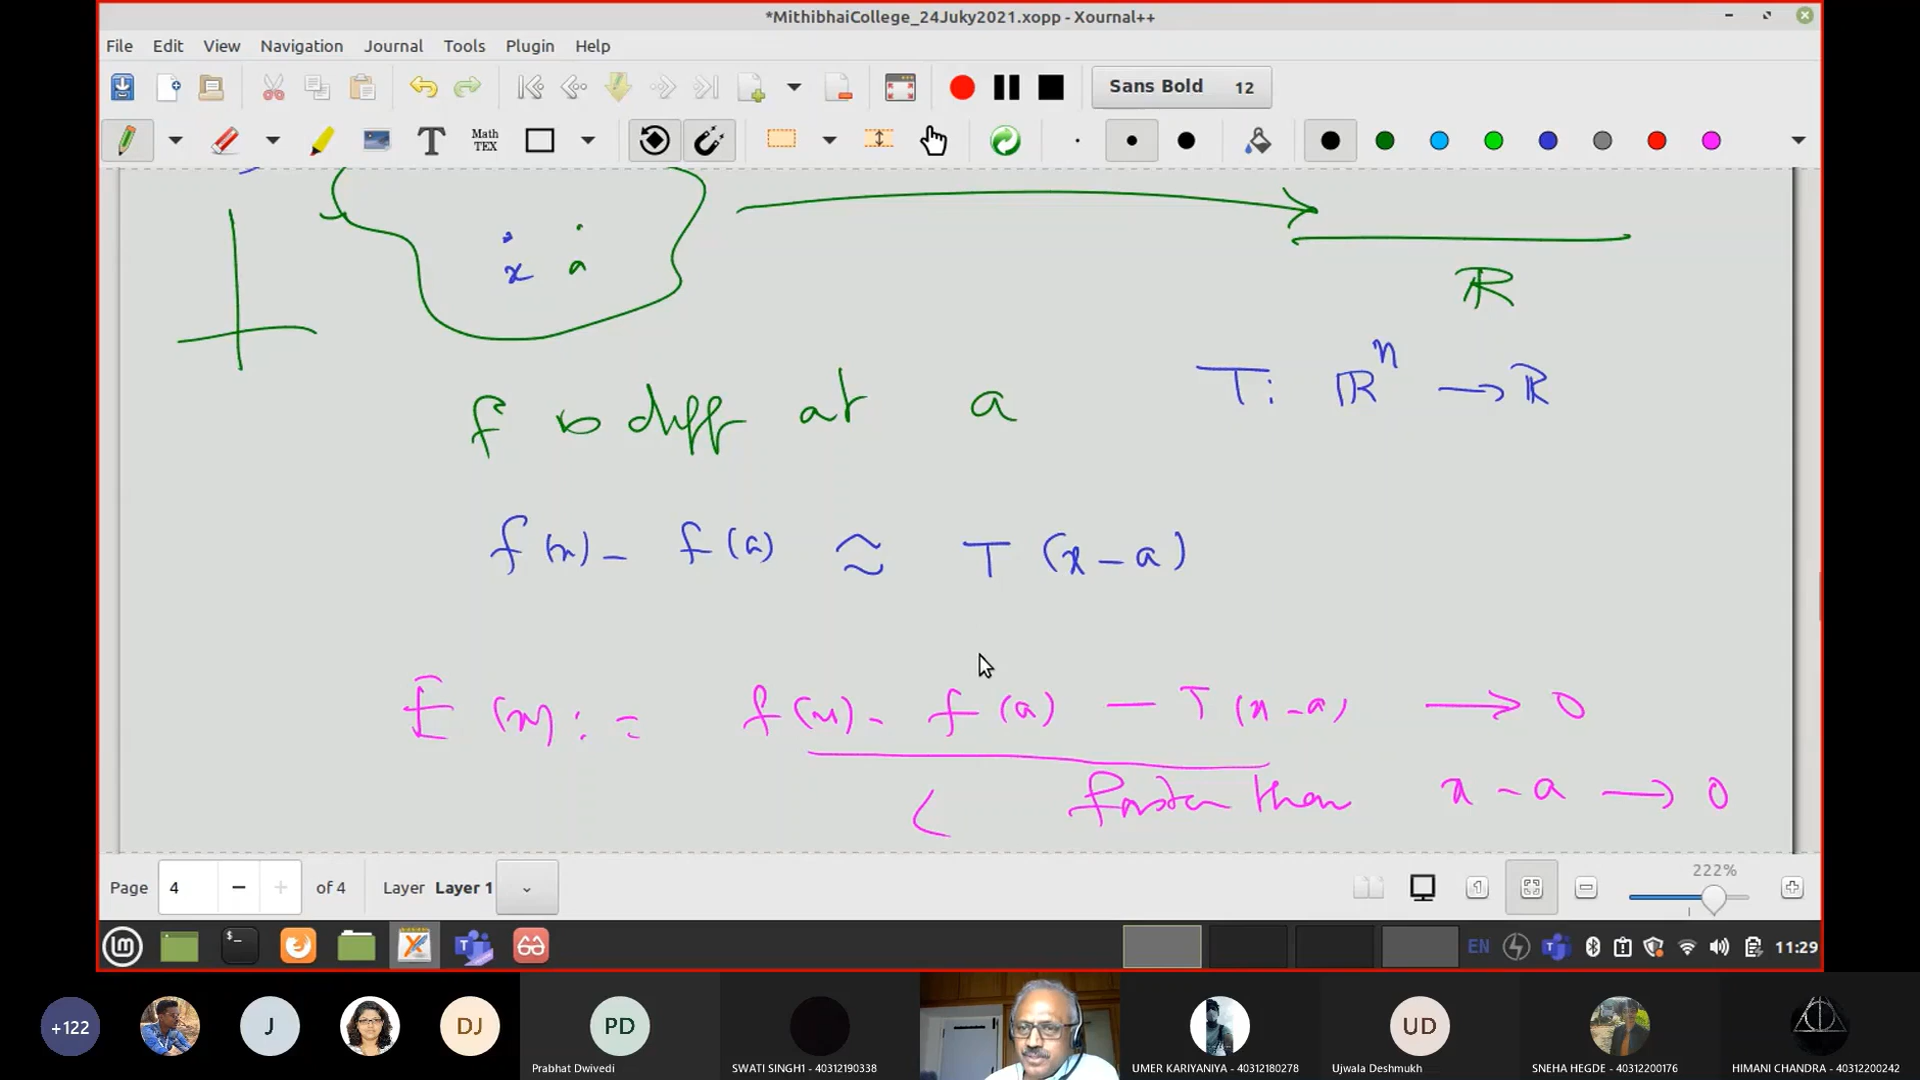 *MithibhaiCollege_24Juky2021.xopp - Xournal++
File Edit View Navigation Journal Tools Plugin Help
Sans Bold 12
T Math TEX
x a
ℝ
T: ℝⁿ → ℝ
f is diff at a
f(x) - f(a) ≈ T(x-a)
E(x) := f(x) - f(a) - T(x-a) → 0
( faster than x - a → 0
222%
Page 4 of 4 Layer Layer 1
EN 11:29
+122 J DJ PD UD
Prabhat Dwivedi SWATI SINGH1 - 40312190338 UMER KARIYANIYA - 40312180278 Ujwala Deshmukh SNEHA HEGDE - 40312200176 HIMANI CHANDRA - 40312200242